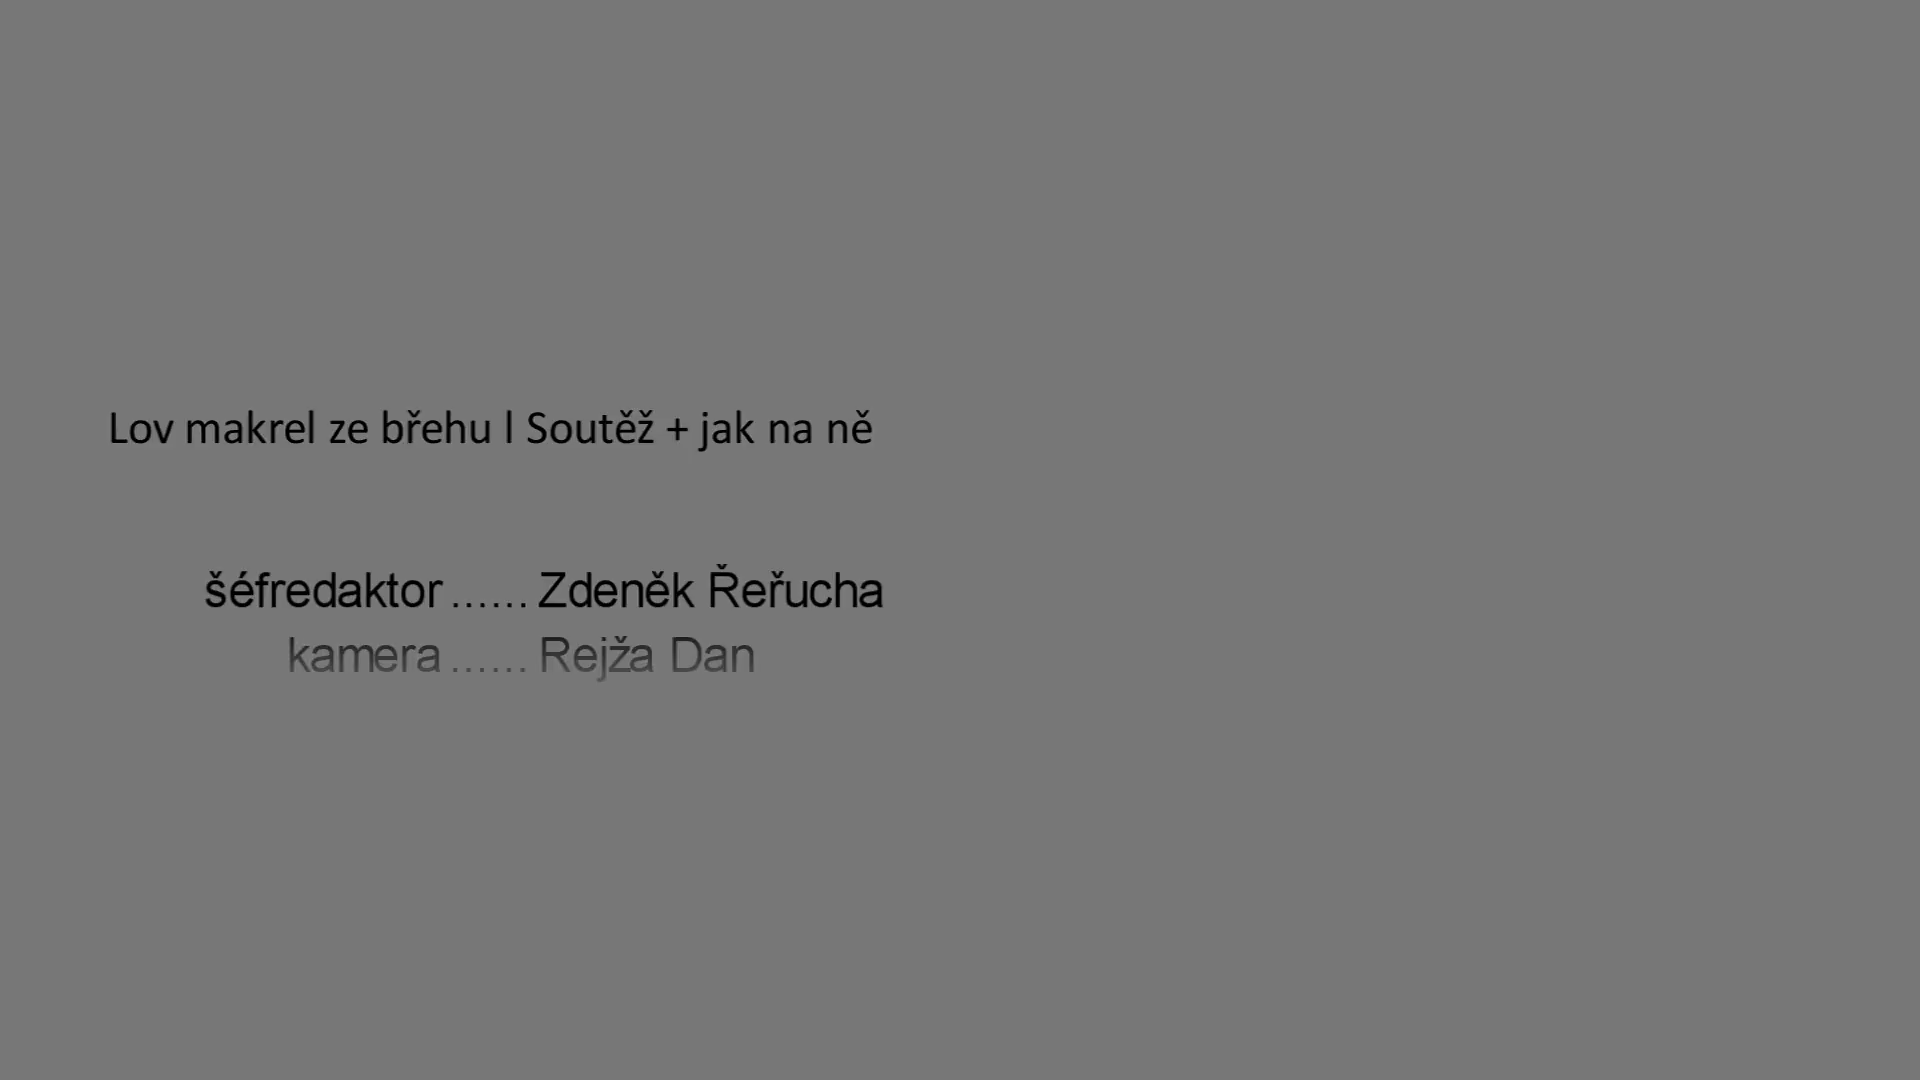 Lov makrel ze břehu l Soutěž + jak na ně
šéfredaktor ...... Zdeněk Řeřucha
kamera ...... Rejža Dan